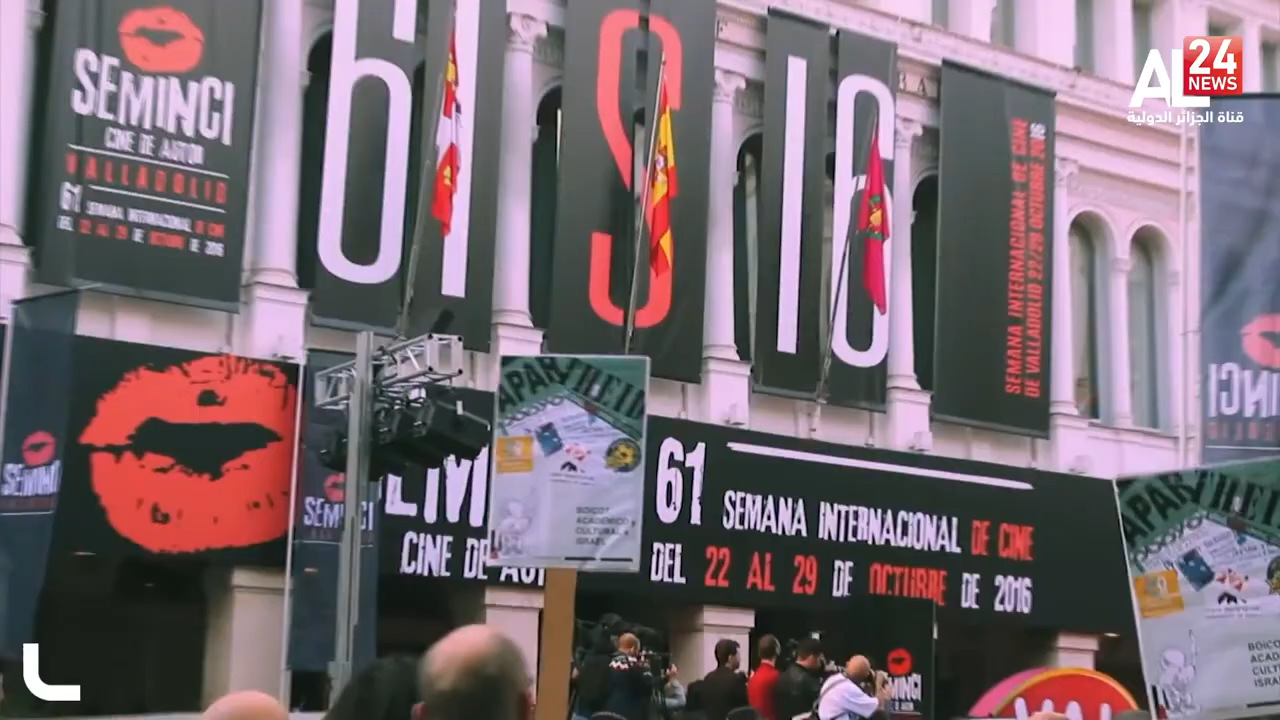 SEMINCI
CINE DE AUTOR
VALLADOLID
61 SEMANA INTERNACIONAL DE CINE
DEL 22 AL 29 DE OCTUBRE DE 2016
61
S
16
SEMANA INTERNACIONAL DE CINE
DE VALLADOLID 22/29 OCTUBRE 2016
AL
24
NEWS
قناة الجزائر الدولية
SEMINCI
SEMINCI
CINE DE
61 SEMANA INTERNACIONAL DE CINE
DEL 22 AL 29 DE OCTUBRE DE 2016
APARTHEID
BOICOT
ACADÉMICO y
CULTURAL a
ISRAEL
APARTHEID
SEMINCI